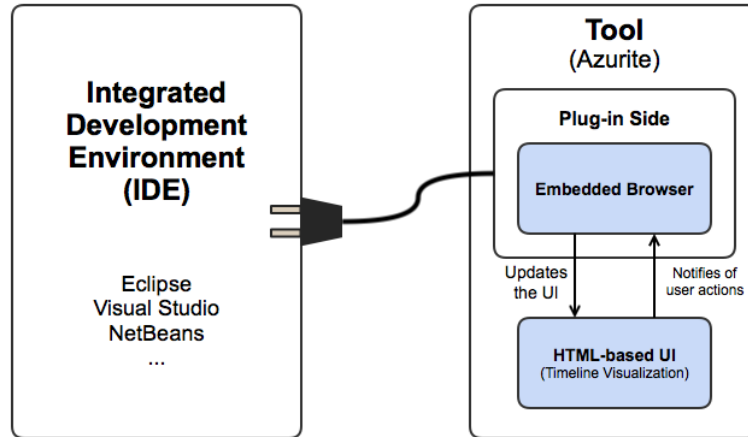 Integrated
Development
Environment
(IDE)
Eclipse
Visual Studio
NetBeans
...
Tool
(Azurite)
Plug-in Side
Embedded Browser
Updates
the UI
Notifies of
user actions
HTML-based UI
(Timeline Visualization)